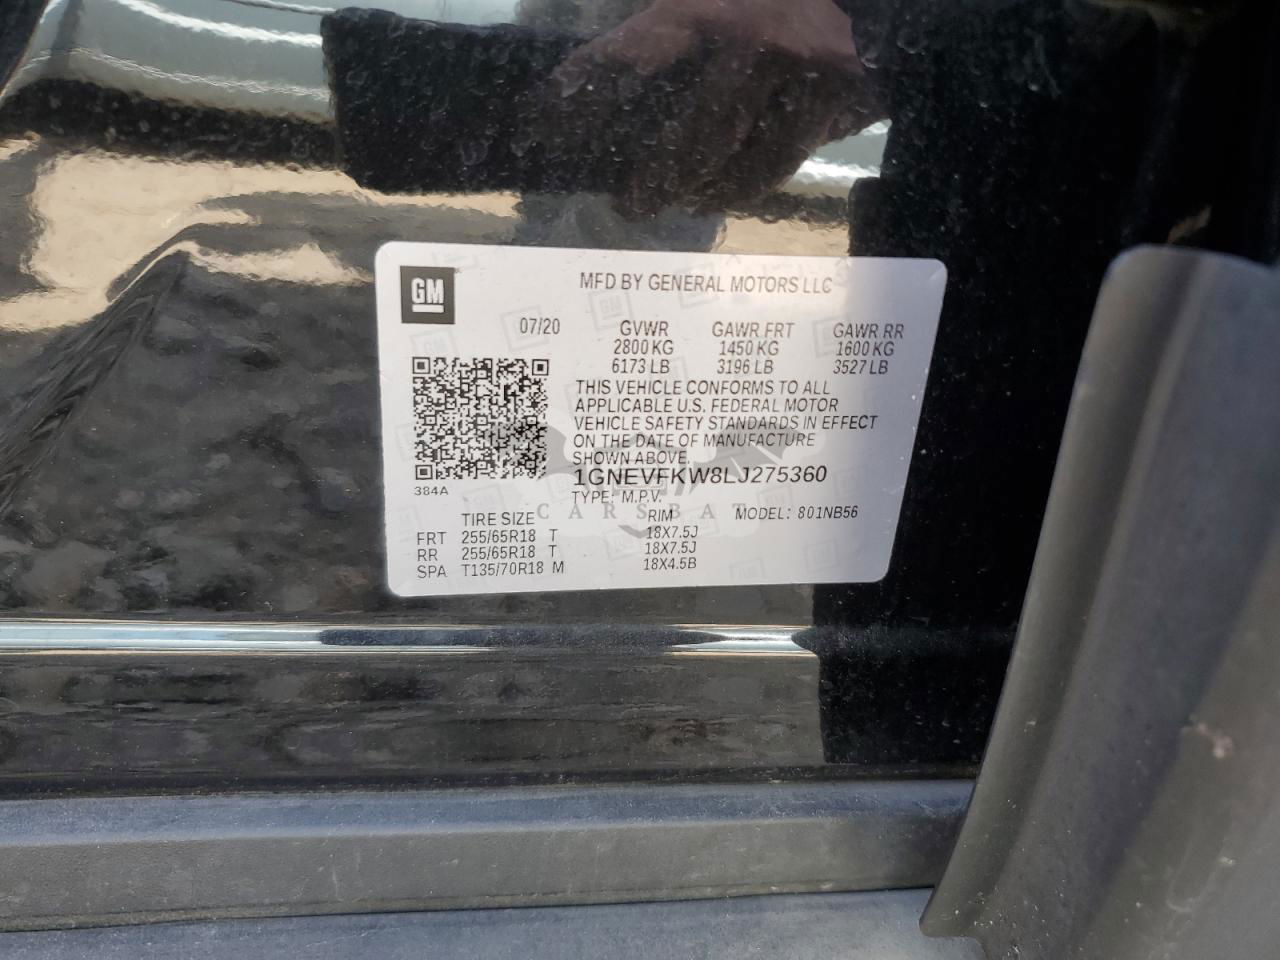 GM
MFD BY GENERAL MOTORS LLC
07/20 GVWR GAWR FRT GAWR RR
2800 KG 1450 KG 1600 KG
6173 LB 3196 LB 3527 LB
THIS VEHICLE CONFORMS TO ALL
APPLICABLE U.S. FEDERAL MOTOR
VEHICLE SAFETY STANDARDS IN EFFECT
ON THE DATE OF MANUFACTURE
SHOWN ABOVE.
1GNEVFKW8LJ275360
384A
TYPE: M.P.V.
CARSBAT
TIRE SIZE RIM MODEL: 801NB56
FRT 255/65R18 T 18X7.5J
RR 255/65R18 T 18X7.5J
SPA T135/70R18 M 18X4.5B